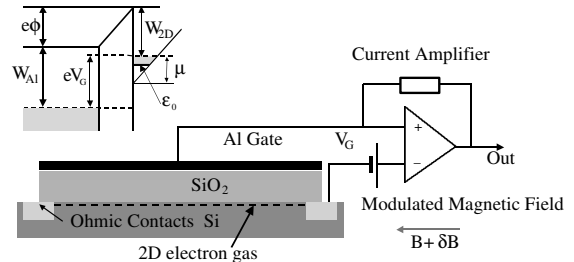 eϕ
W2D
WAl
eVG
μ
ε0
Current Amplifier
+
−
Al Gate
VG
Out
SiO2
Ohmic Contacts Si
Modulated Magnetic Field
B+ δB
2D electron gas